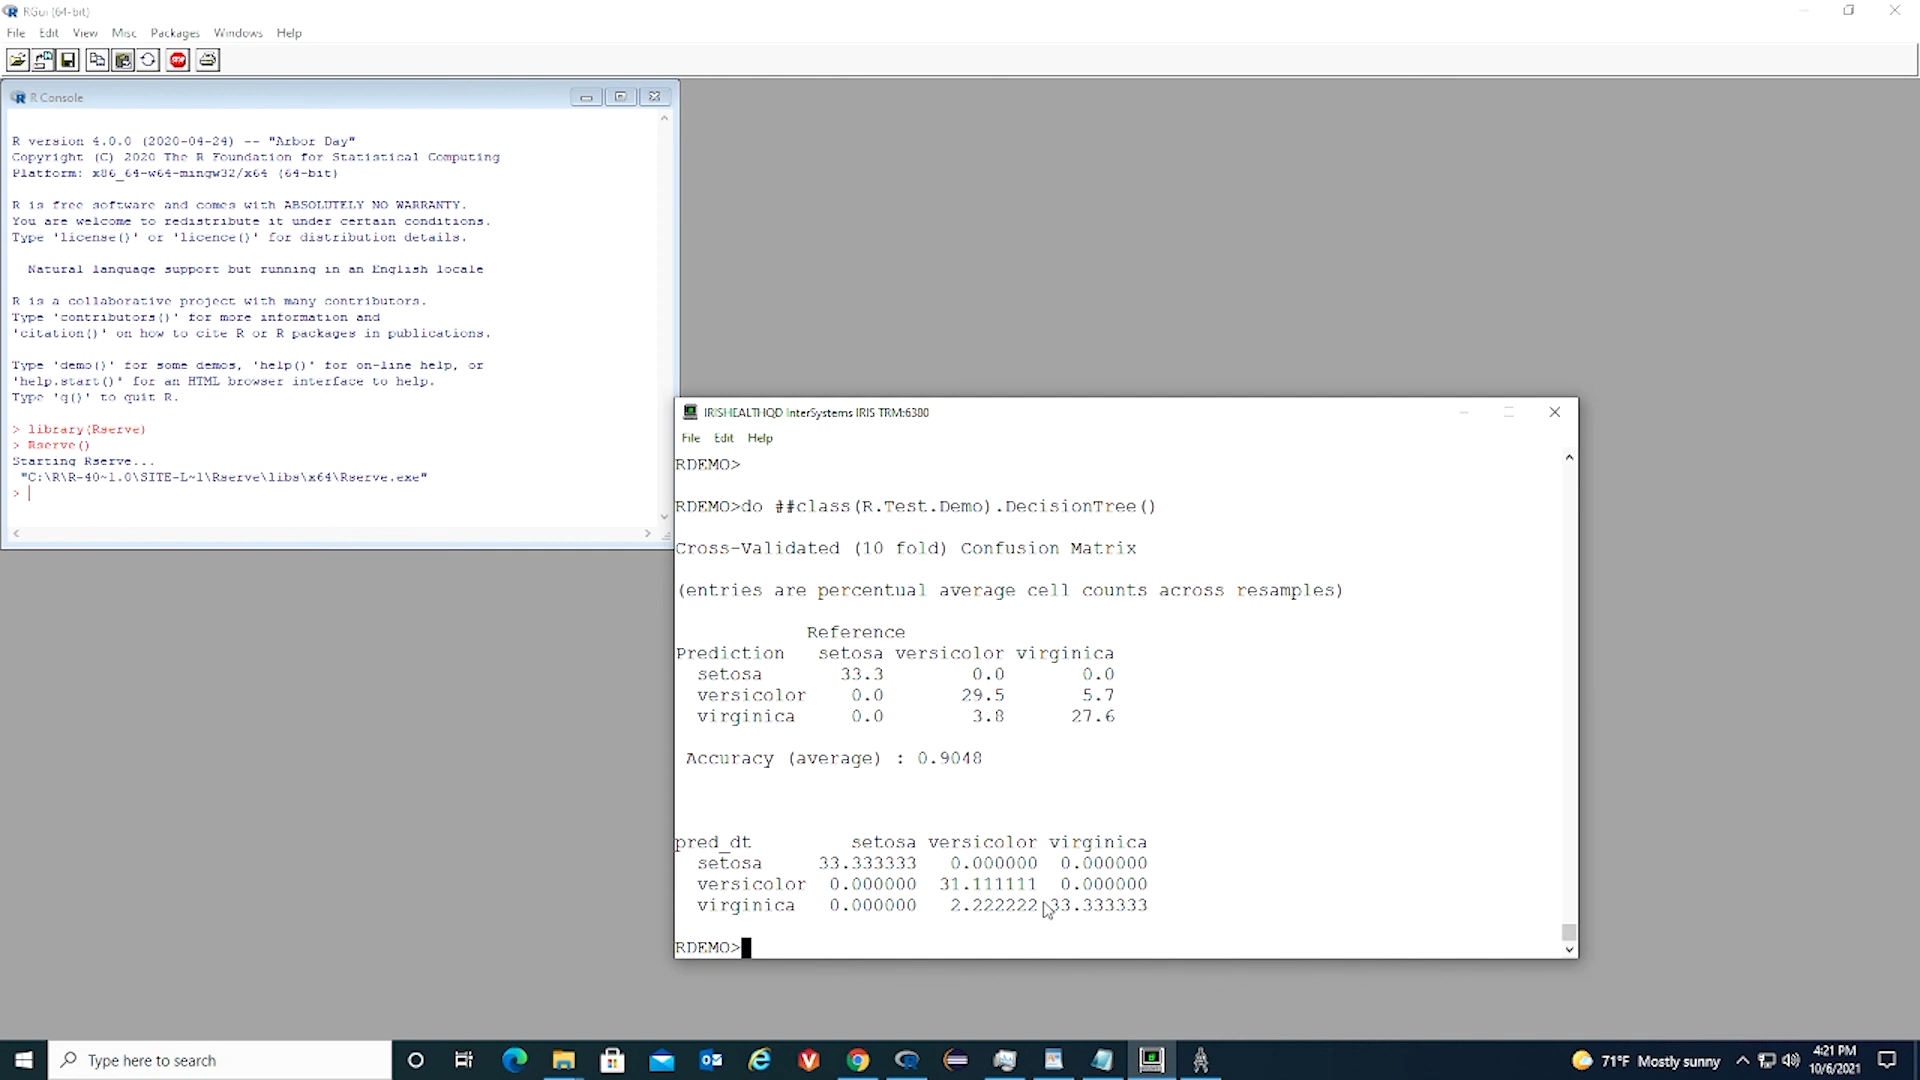 RGui (64-bit)
File Edit View Misc Packages Windows Help
STOP
R Console
R version 4.0.0 (2020-04-24) -- "Arbor Day"
Copyright (C) 2020 The R Foundation for Statistical Computing
Platform: x86_64-w64-mingw32/x64 (64-bit)
R is free software and comes with ABSOLUTELY NO WARRANTY.
You are welcome to redistribute it under certain conditions.
Type 'license()' or 'licence()' for distribution details.
Natural language support but running in an English locale
R is a collaborative project with many contributors.
Type 'contributors()' for more information and
'citation()' on how to cite R or R packages in publications.
Type 'demo()' for some demos, 'help()' for on-line help, or
'help.start()' for an HTML browser interface to help.
Type 'q()' to quit R.
> library(Rserve)
> Rserve()
Starting Rserve...
"C:\R\R-40~1.0\SITE-L~1\Rserve\libs\x64\Rserve.exe"
>
IRISHEALTHQD InterSystems IRIS TRM:6380
File Edit Help
RDEMO>
RDEMO>do ##class(R.Test.Demo).DecisionTree()
Cross-Validated (10 fold) Confusion Matrix
(entries are percentual average cell counts across resamples)
Reference
Prediction setosa versicolor virginica
setosa 33.3 0.0 0.0
versicolor 0.0 29.5 5.7
virginica 0.0 3.8 27.6
Accuracy (average) : 0.9048
pred_dt setosa versicolor virginica
setosa 33.333333 0.000000 0.000000
versicolor 0.000000 31.111111 0.000000
virginica 0.000000 2.222222 33.333333
RDEMO>
Type here to search
71°F Mostly sunny
4:21 PM
10/6/2021